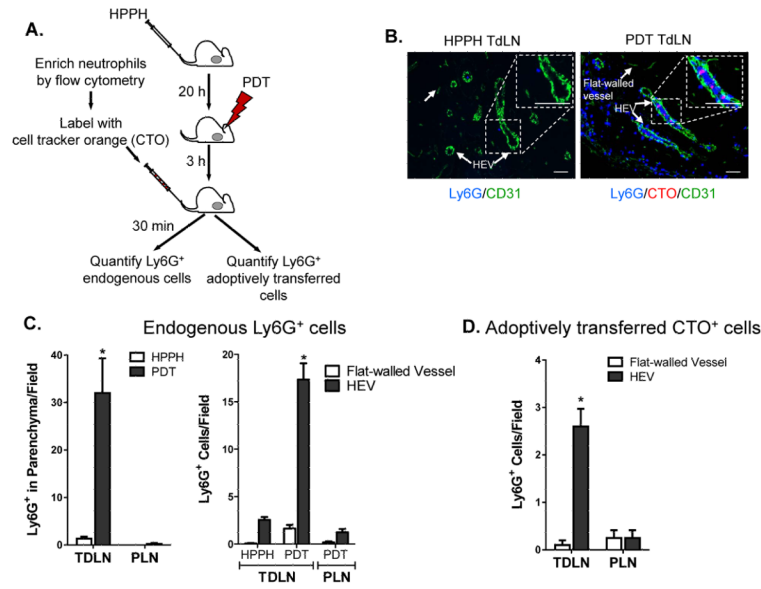 A.
HPPH
Enrich neutrophils
by flow cytometry
20 h
PDT
Label with
cell tracker orange (CTO)
3 h
30 min
Quantify Ly6G⁺
endogenous cells
Quantify Ly6G⁺
adoptively transferred
cells
B.
HPPH TdLN
PDT TdLN
HEV
Flat-walled
vessel
HEV
Ly6G/CD31
Ly6G/CTO/CD31
C.
Endogenous Ly6G⁺ cells
Ly6G⁺ in Parenchyma/Field
40
30
20
10
0
*
HPPH
PDT
TDLN
PLN
Ly6G⁺ Cells/Field
20
15
10
5
0
*
Flat-walled Vessel
HEV
HPPH
PDT
PDT
TDLN
PLN
D.
Adoptively transferred CTO⁺ cells
Ly6G⁺ Cells/Field
4
3
2
1
0
*
Flat-walled Vessel
HEV
TDLN
PLN